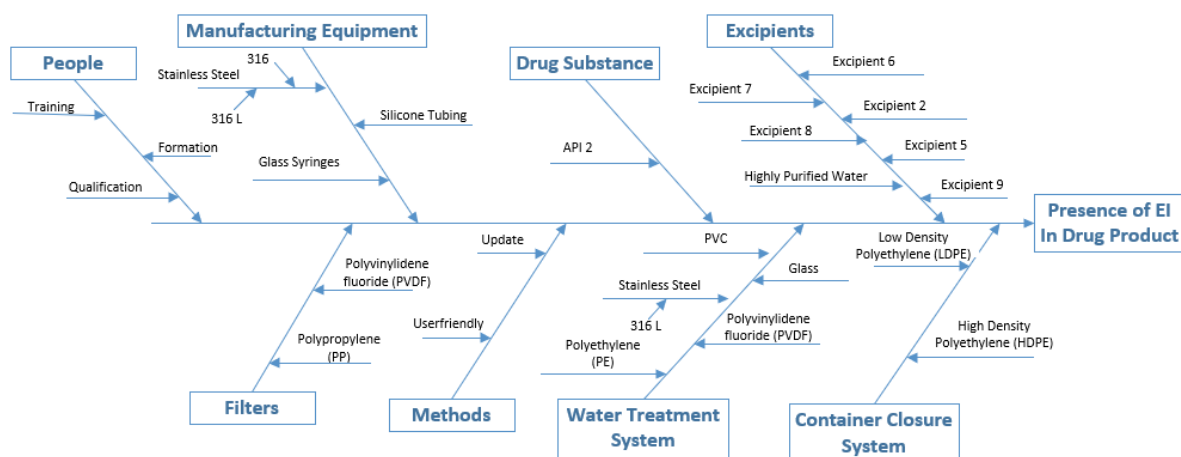 Manufacturing Equipment
Excipients
People
Drug Substance
316
Stainless Steel
316 L
Training
Silicone Tubing
Formation
Glass Syringes
Qualification
API 2
Excipient 6
Excipient 7
Excipient 2
Excipient 8
Excipient 5
Highly Purified Water
Excipient 9
Presence of EI
In Drug Product
Polyvinylidene
fluoride (PVDF)
Polypropylene
(PP)
Filters
Update
Userfriendly
Methods
PVC
Glass
Stainless Steel
316 L
Polyvinylidene
fluoride (PVDF)
Polyethylene
(PE)
Water Treatment
System
Low Density
Polyethylene (LDPE)
High Density
Polyethylene (HDPE)
Container Closure
System